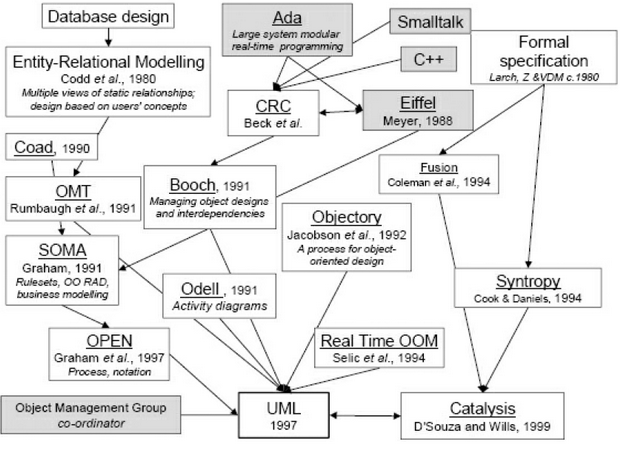 Database design
Ada
Large system modular
real-time programming
Smalltalk
C++
Formal
specification
Larch, Z &VDM c.1980
Entity-Relational Modelling
Codd et al., 1980
Multiple views of static relationships;
design based on users' concepts
CRC
Beck et al.
Eiffel
Meyer, 1988
Coad, 1990
OMT
Rumbaugh et al., 1991
Booch, 1991
Managing object designs
and interdependencies
Fusion
Coleman et al., 1994
Objectory
Jacobson et al., 1992
A process for object-
oriented design
SOMA
Graham, 1991
Rulesets, OO RAD,
business modelling
Odell , 1991
Activity diagrams
Syntropy
Cook & Daniels, 1994
OPEN
Graham et al., 1997
Process, notation
Real Time OOM
Selic et al., 1994
Object Management Group
co-ordinator
UML
1997
Catalysis
D'Souza and Wills, 1999